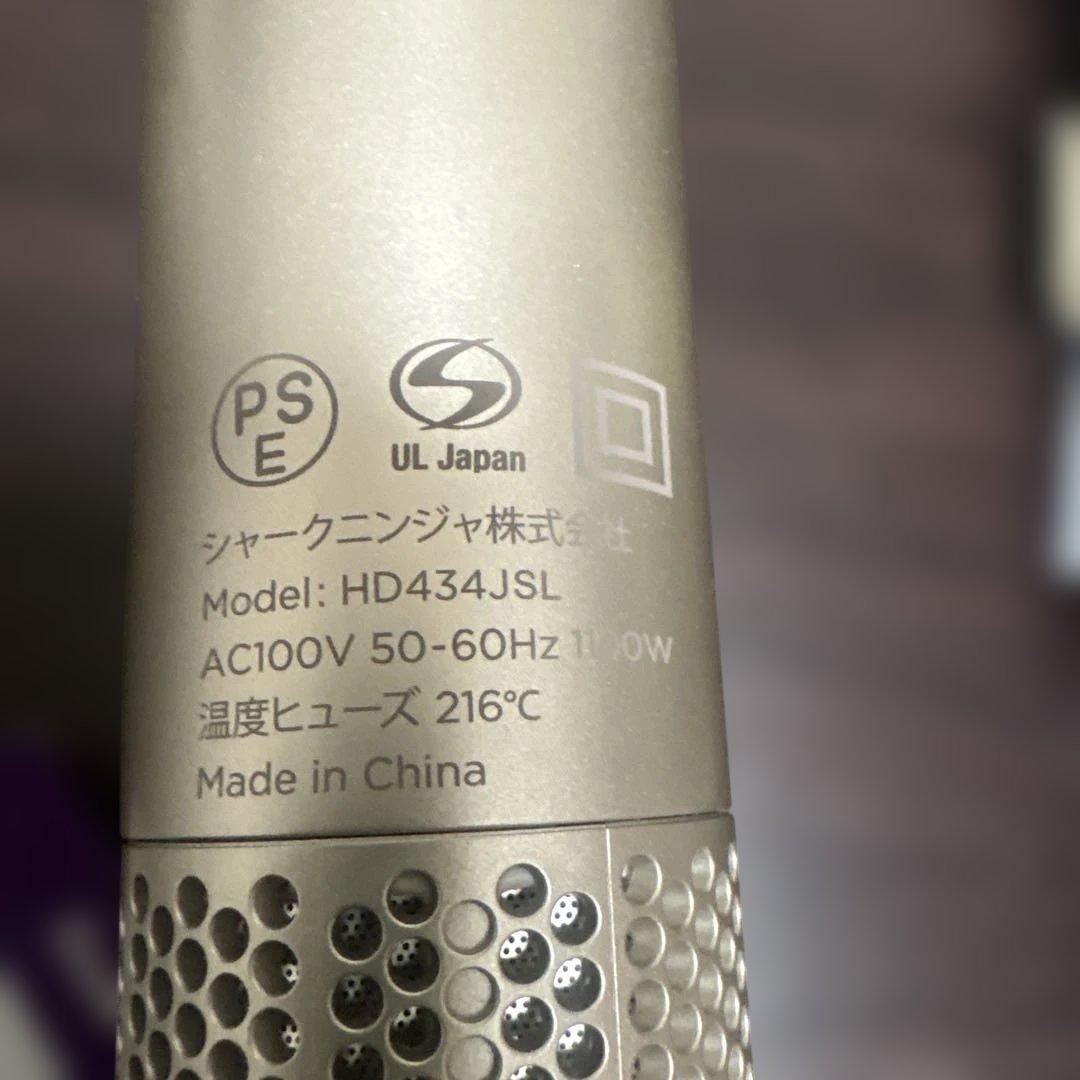 PSE
UL Japan
シャークニンジャ株式会社
Model: HD434JSL
AC100V 50-60Hz
温度ヒューズ 216℃
Made in China